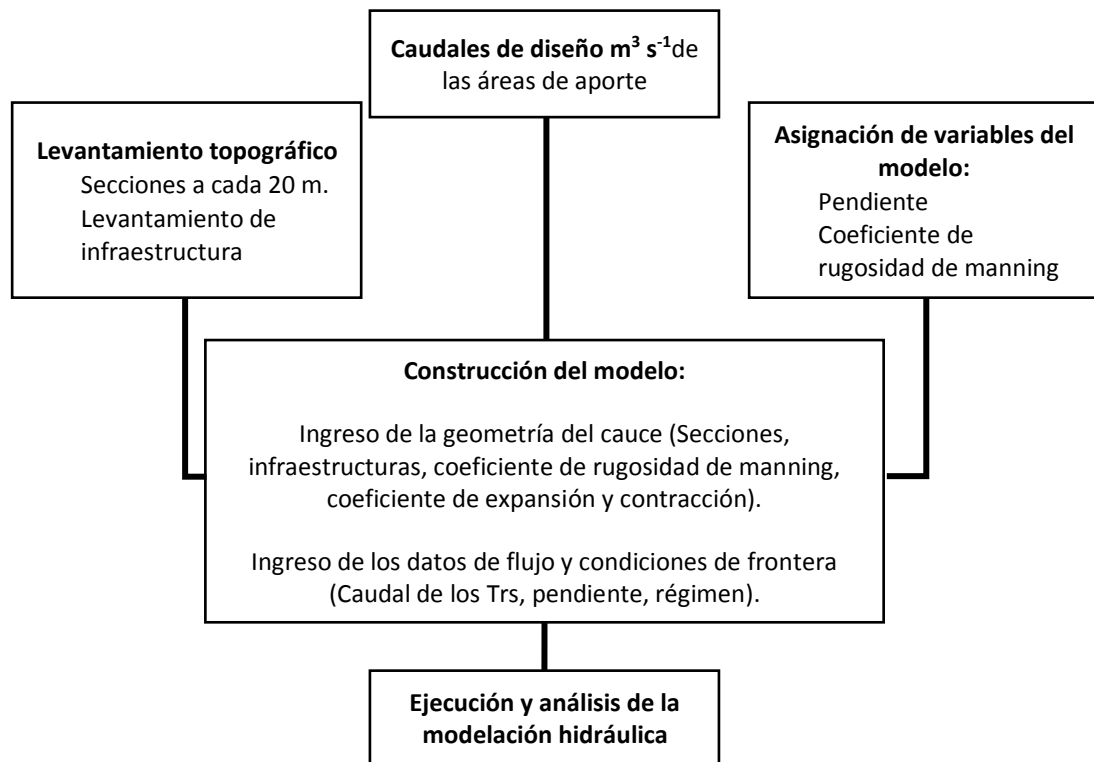 Caudales de diseño m³ s⁻¹de
las áreas de aporte
Levantamiento topográfico
Secciones a cada 20 m.
Levantamiento de
infraestructura
Asignación de variables del
modelo:
Pendiente
Coeficiente de
rugosidad de manning
Construcción del modelo:
Ingreso de la geometría del cauce (Secciones,
infraestructuras, coeficiente de rugosidad de manning,
coeficiente de expansión y contracción).
Ingreso de los datos de flujo y condiciones de frontera
(Caudal de los Trs, pendiente, régimen).
Ejecución y análisis de la
modelación hidráulica